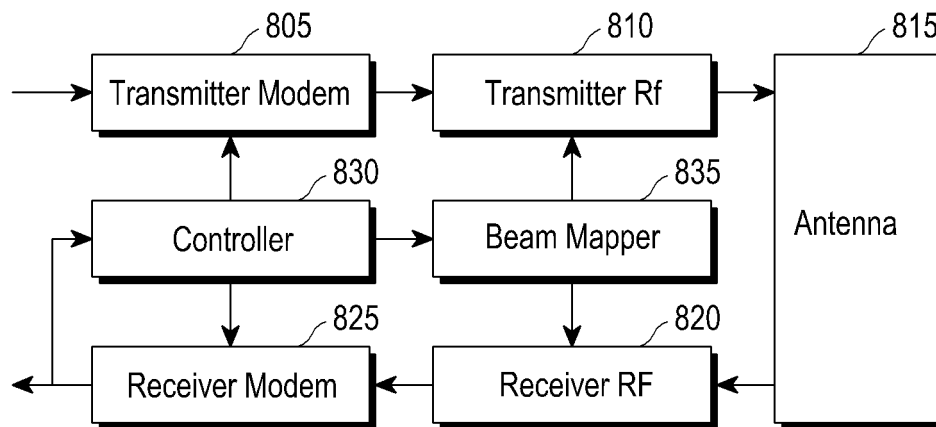 805
810
815
Transmitter Modem
Transmitter Rf
830
835
Controller
Beam Mapper
Antenna
825
820
Receiver Modem
Receiver RF